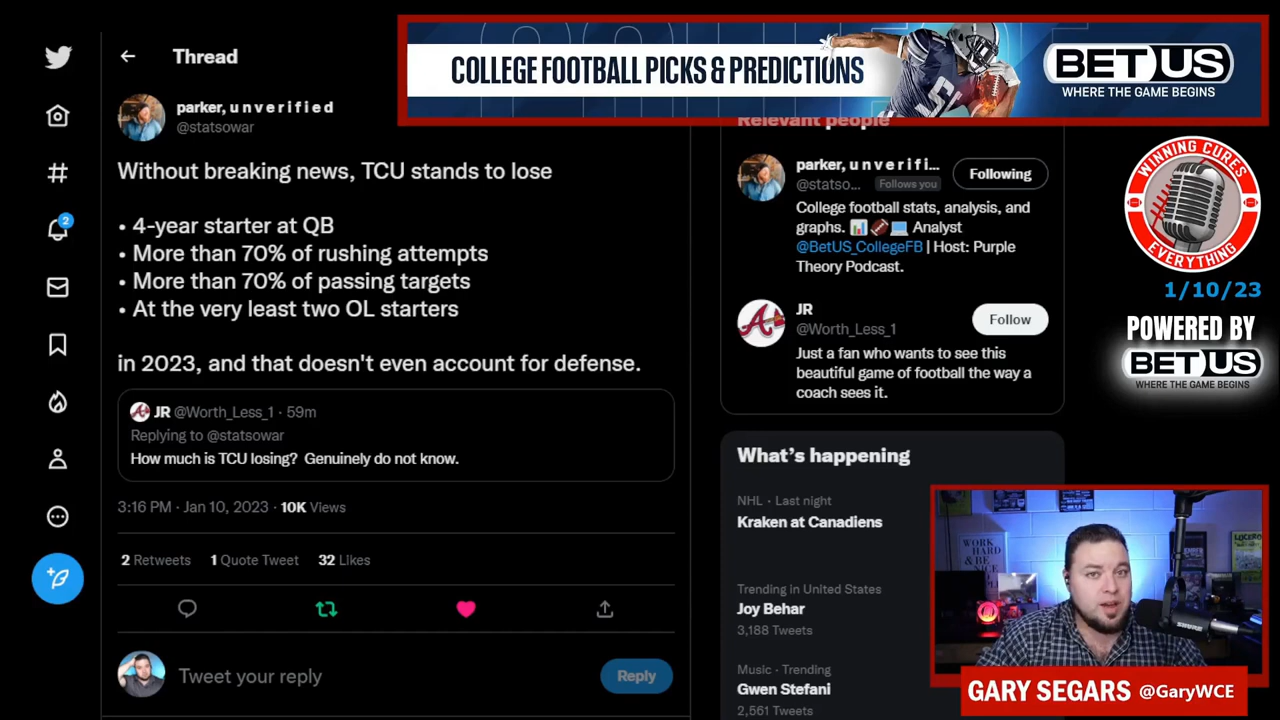 COLLEGE FOOTBALL PICKS & PREDICTIONS
BETUS
WHERE THE GAME BEGINS
Thread
parker, u n v e r i f i e d
@statsowar
Without breaking news, TCU stands to lose
• 4-year starter at QB
• More than 70% of rushing attempts
• More than 70% of passing targets
• At the very least two OL starters
in 2023, and that doesn't even account for defense.
JR @Worth_Less_1 · 59m
Replying to @statsowar
How much is TCU losing? Genuinely do not know.
3:16 PM · Jan 10, 2023 · 10K Views
2 Retweets 1 Quote Tweet 32 Likes
Tweet your reply
Reply
2
Relevant people
parker, u n v e r i f i...
@statso... Follows you
Following
College football stats, analysis, and
graphs. 📊🏈💻 Analyst
@BetUS_CollegeFB | Host: Purple
Theory Podcast.
JR
@Worth_Less_1
Follow
Just a fan who wants to see this
beautiful game of football the way a
coach sees it.
What's happening
NHL · Last night
Kraken at Canadiens
Trending in United States
Joy Behar
3,188 Tweets
Music · Trending
Gwen Stefani
2,561 Tweets
WINNING CURES
EVERYTHING
1/10/23
POWERED BY
BETUS
WHERE THE GAME BEGINS
WORK
HARD &
BE NICE
SHURE
GARY SEGARS @GaryWCE